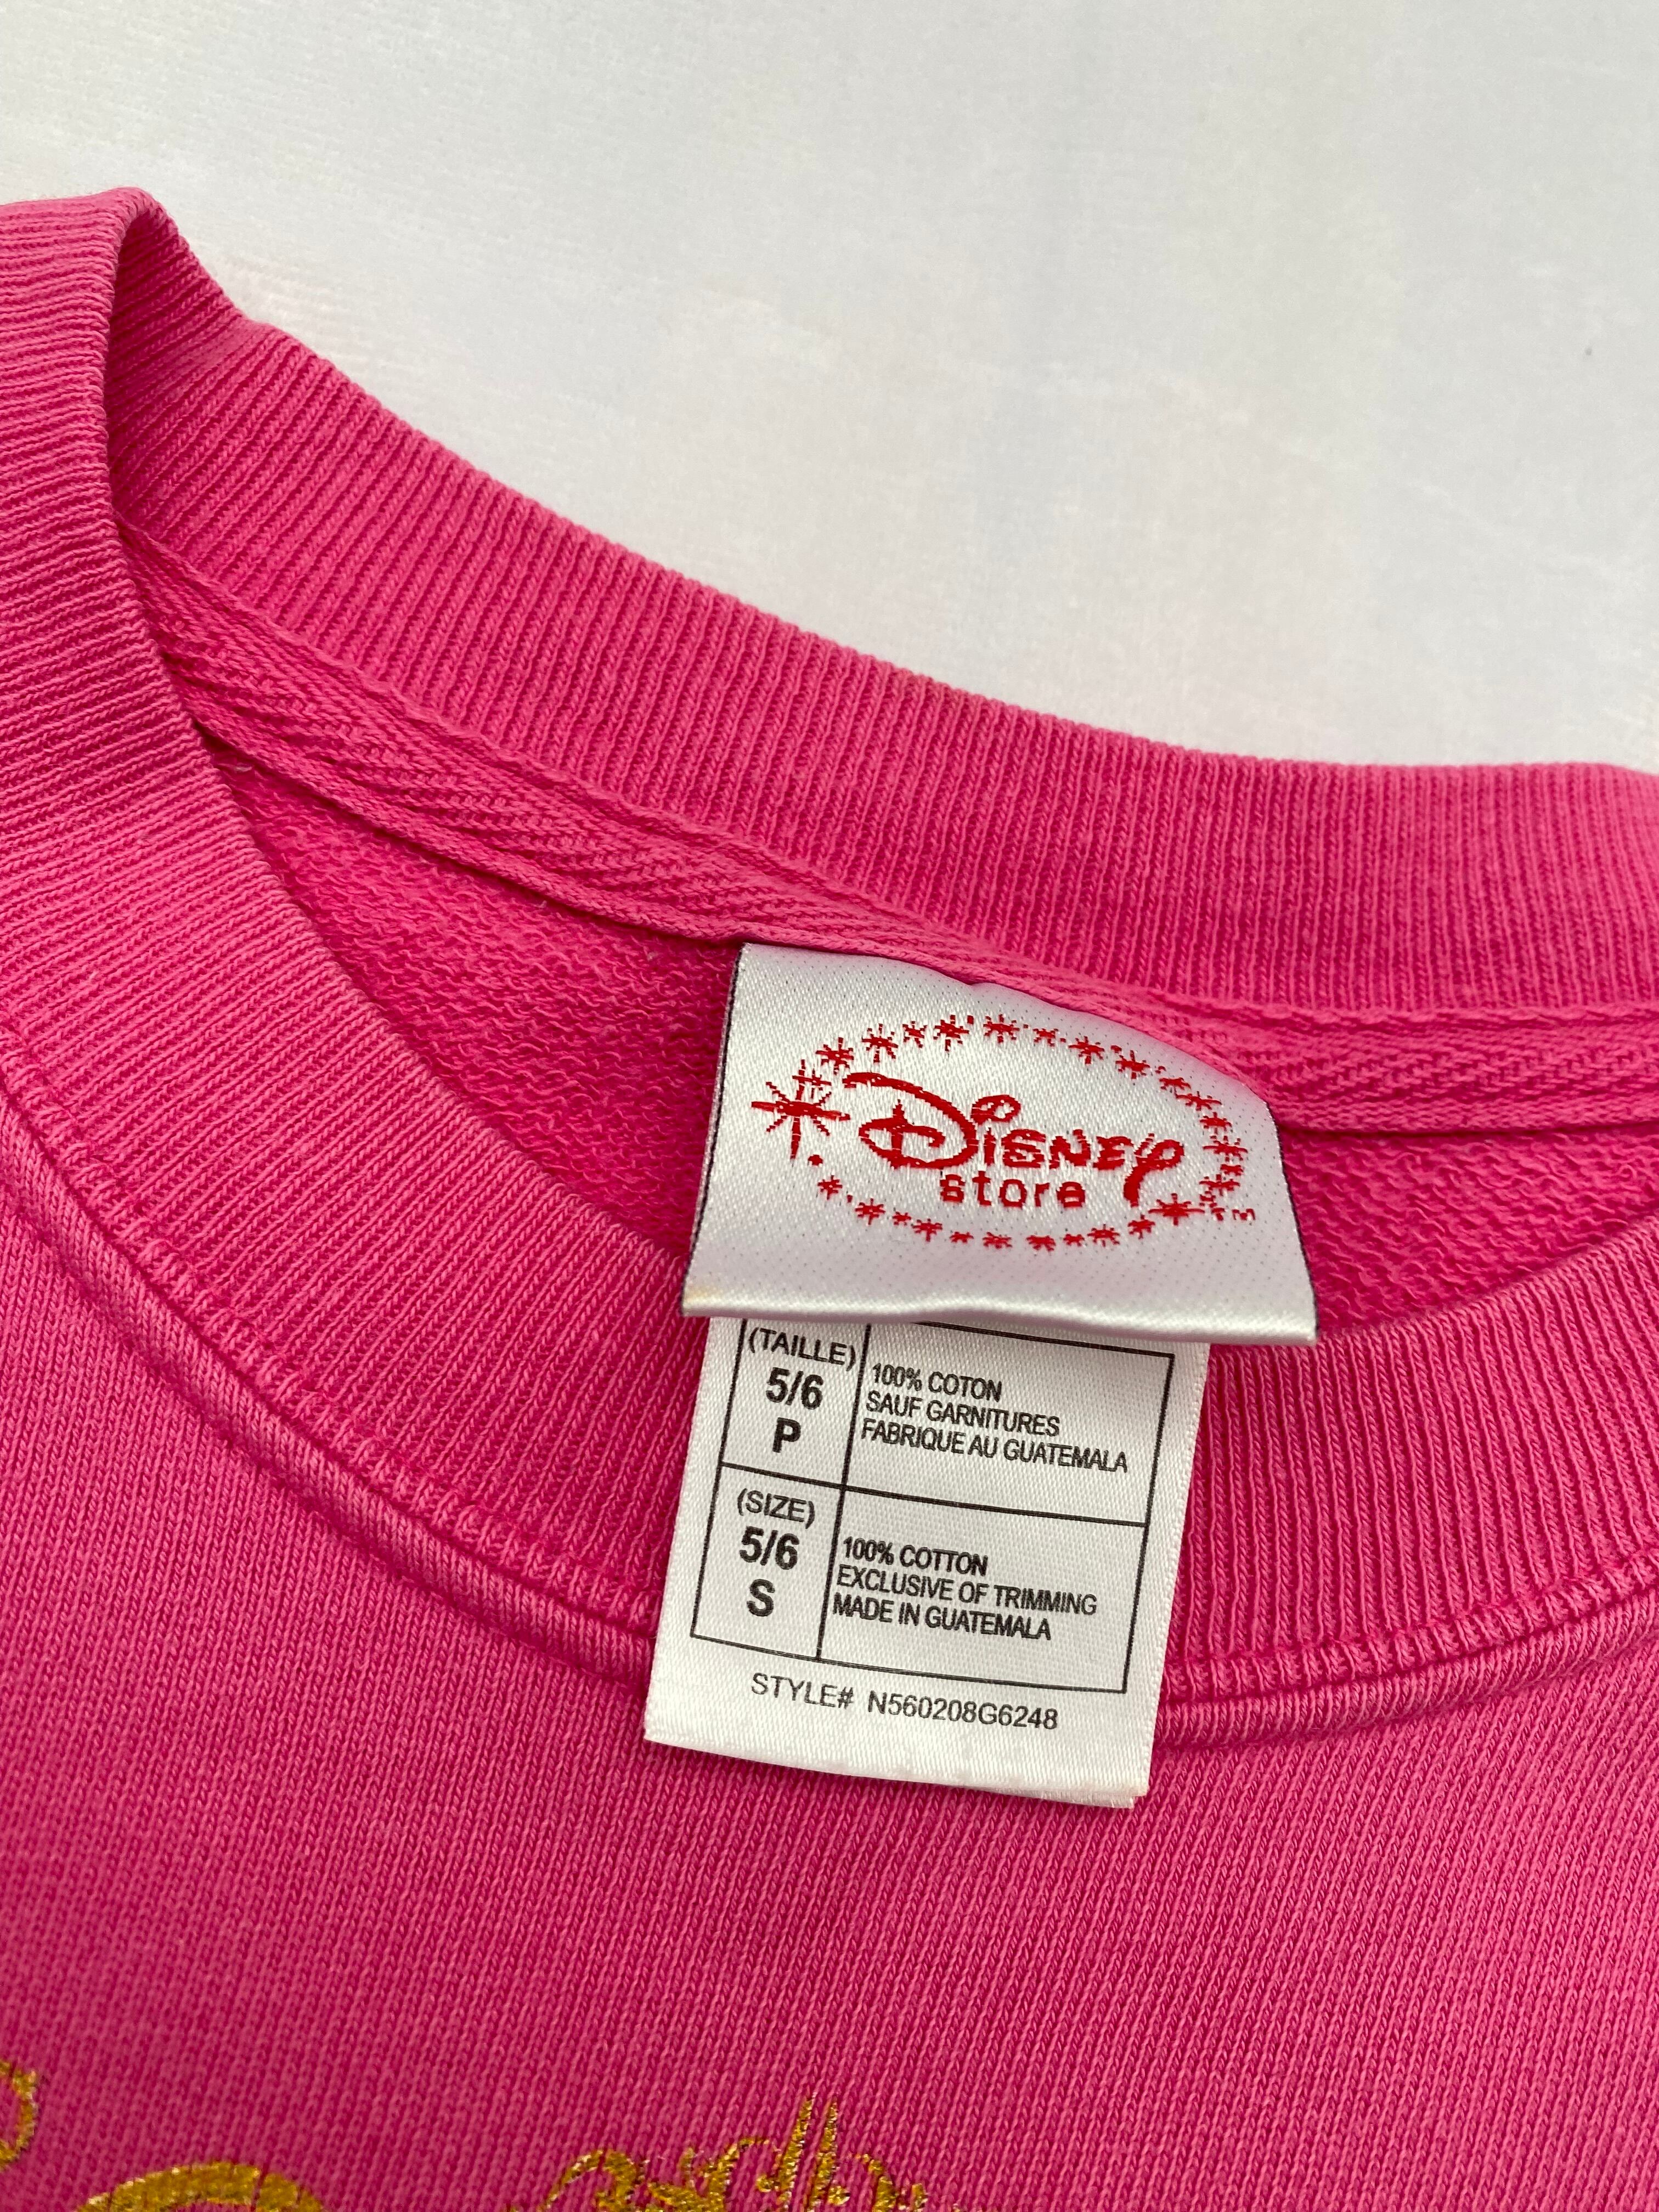 Disney
store
TM
(TAILLE)
5/6
P
100% COTON
SAUF GARNITURES
FABRIQUE AU GUATEMALA
(SIZE)
5/6
S
100% COTTON
EXCLUSIVE OF TRIMMING
MADE IN GUATEMALA
STYLE# N560208G6248